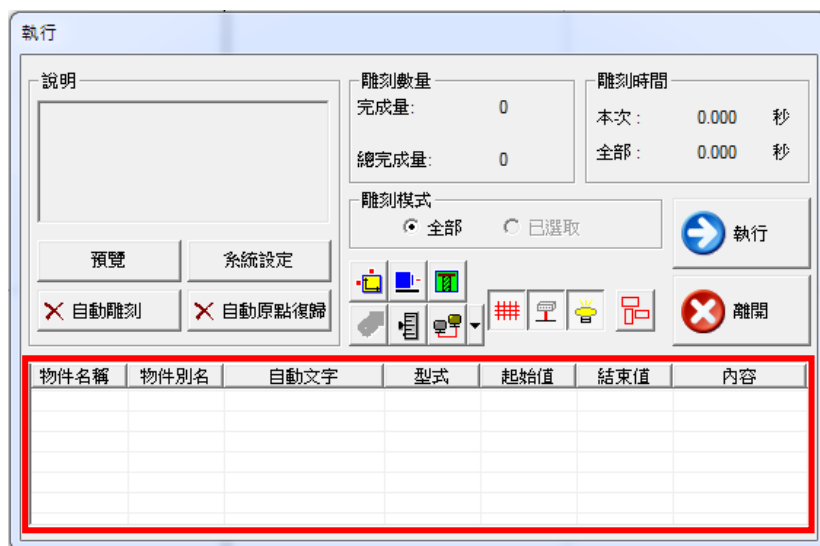 執行
說明
預覽
系統設定
自動雕刻
自動原點復歸
雕刻數量
完成量: 0
總完成量: 0
雕刻時間
本次: 0.000 秒
全部: 0.000 秒
雕刻模式
全部 已選取
執行
離開
物件名稱 物件別名 自動文字 型式 起始值 結束值 內容